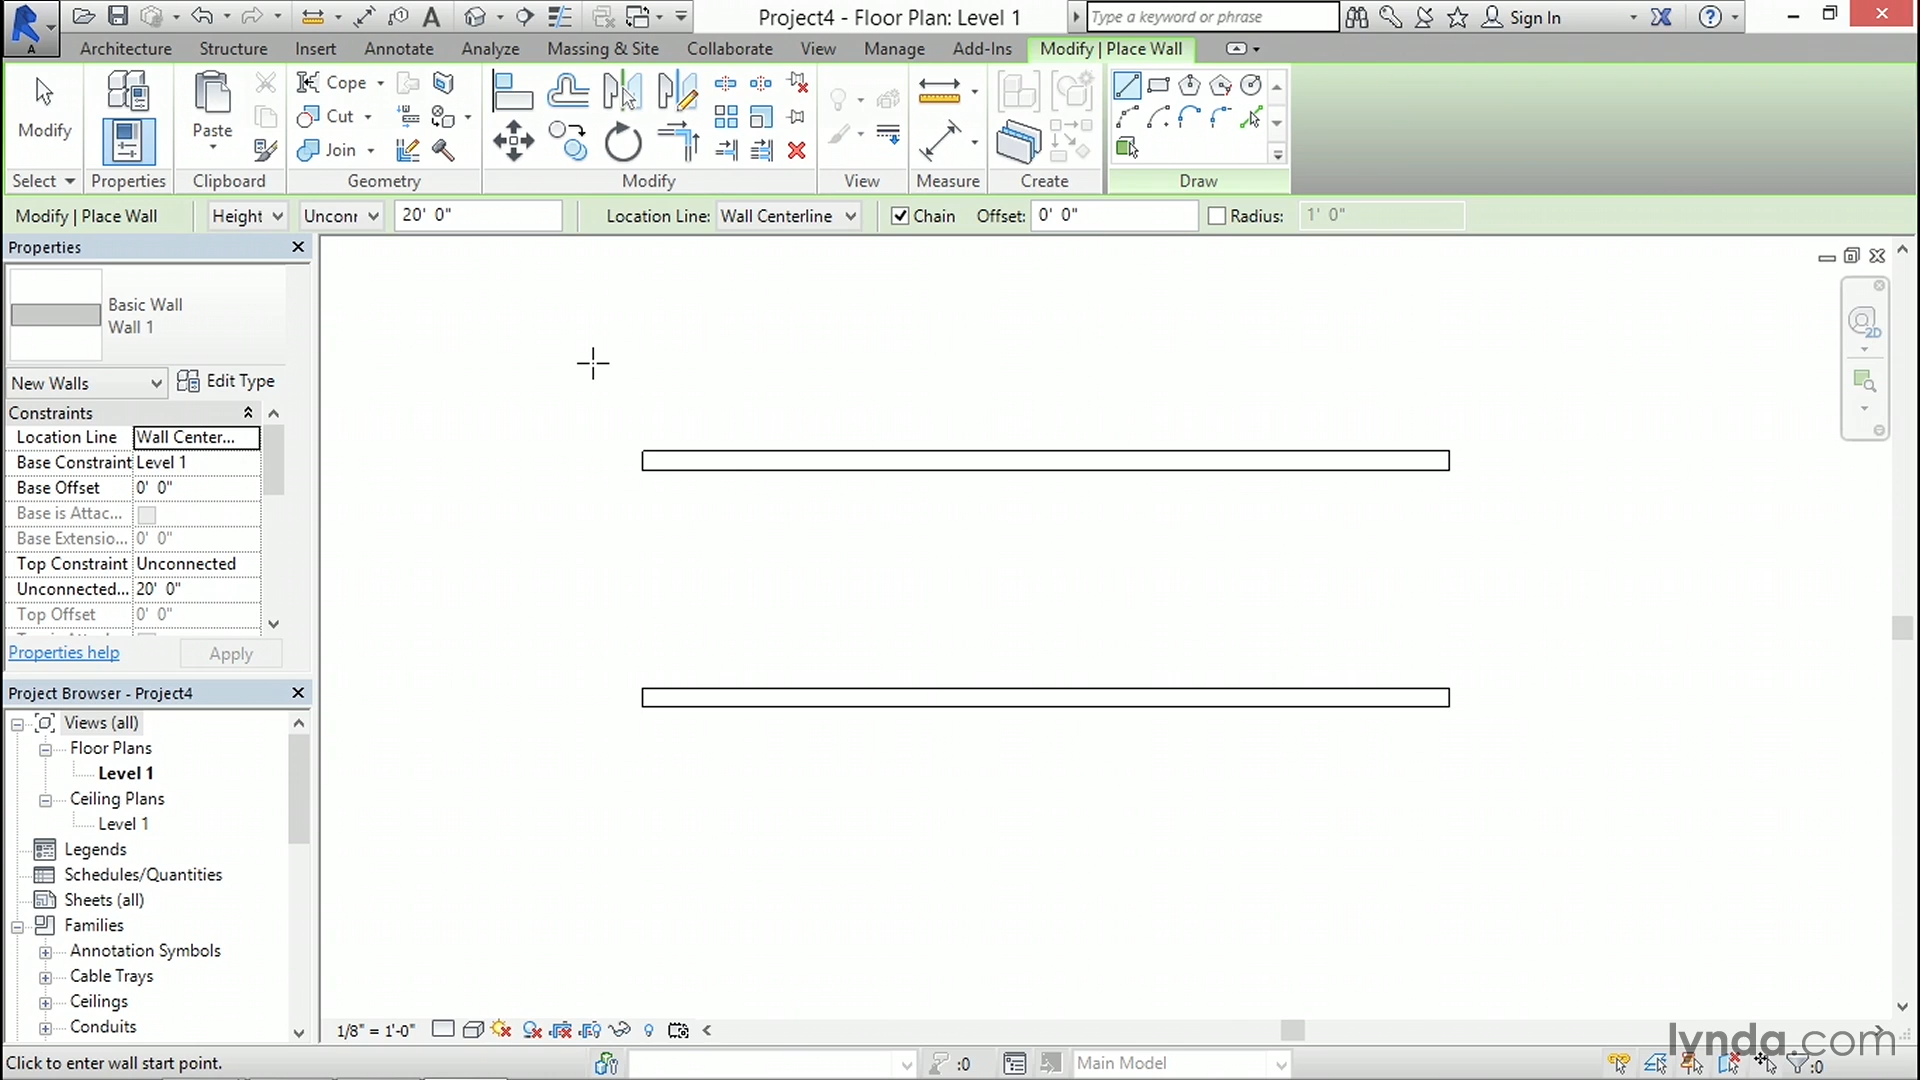 Project4 - Floor Plan: Level 1
Type a keyword or phrase
Sign In
Architecture Structure Insert Annotate Analyze Massing & Site Collaborate View Manage Add-Ins Modify | Place Wall
A
Modify
Paste
Cope
Cut
Join
Select Properties Clipboard Geometry Modify View Measure Create Draw
Modify | Place Wall Height Unconr 20' 0" Location Line: Wall Centerline Chain Offset: 0' 0" Radius: 1' 0"
Properties
Basic Wall
Wall 1
New Walls Edit Type
Constraints
Location Line Wall Center...
Base Constraint Level 1
Base Offset 0' 0"
Base is Attac...
Base Extensio... 0' 0"
Top Constraint Unconnected
Unconnected... 20' 0"
Top Offset 0' 0"
Properties help Apply
2D
Project Browser - Project4
Views (all)
Floor Plans
Level 1
Ceiling Plans
Level 1
Legends
Schedules/Quantities
Sheets (all)
Families
Annotation Symbols
Cable Trays
Ceilings
Conduits
1/8" = 1'-0"
lynda.com
Click to enter wall start point.
:0
Main Model
:0